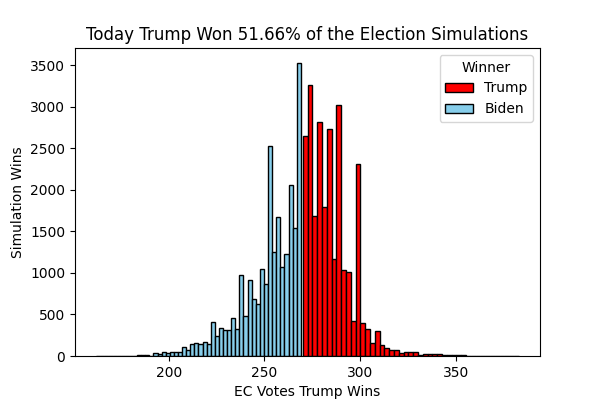 Today Trump Won 51.66% of the Election Simulations
Winner
Trump
Biden
Simulation Wins
3500
3000
2500
2000
1500
1000
500
0
200
250
300
350
EC Votes Trump Wins